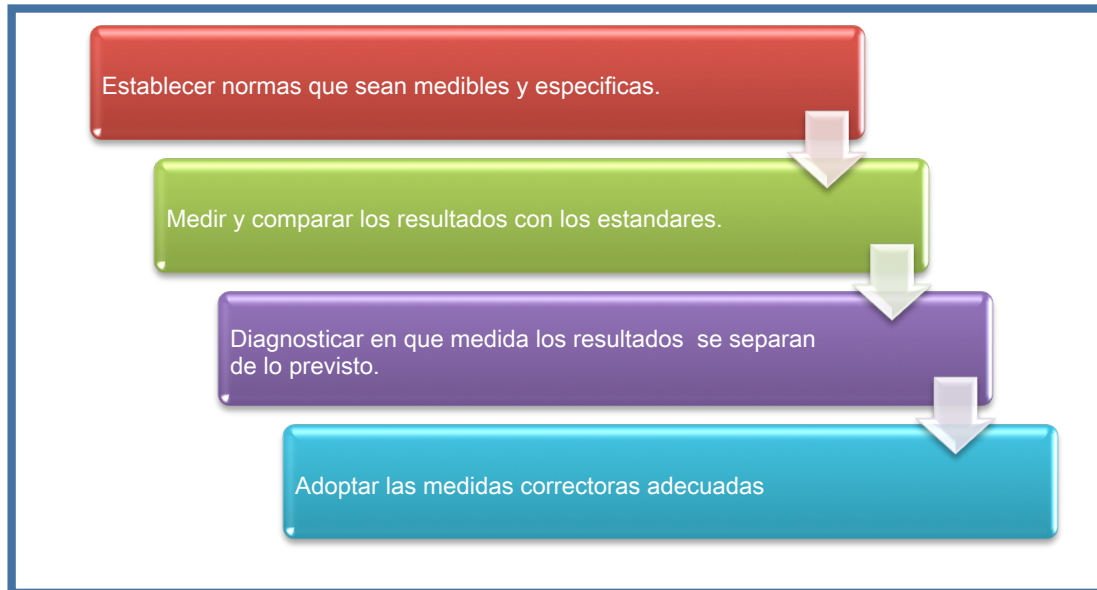 Establecer normas que sean medibles y especificas.
Medir y comparar los resultados con los estandares.
Diagnosticar en que medida los resultados  se separan
de lo previsto.
Adoptar las medidas correctoras adecuadas